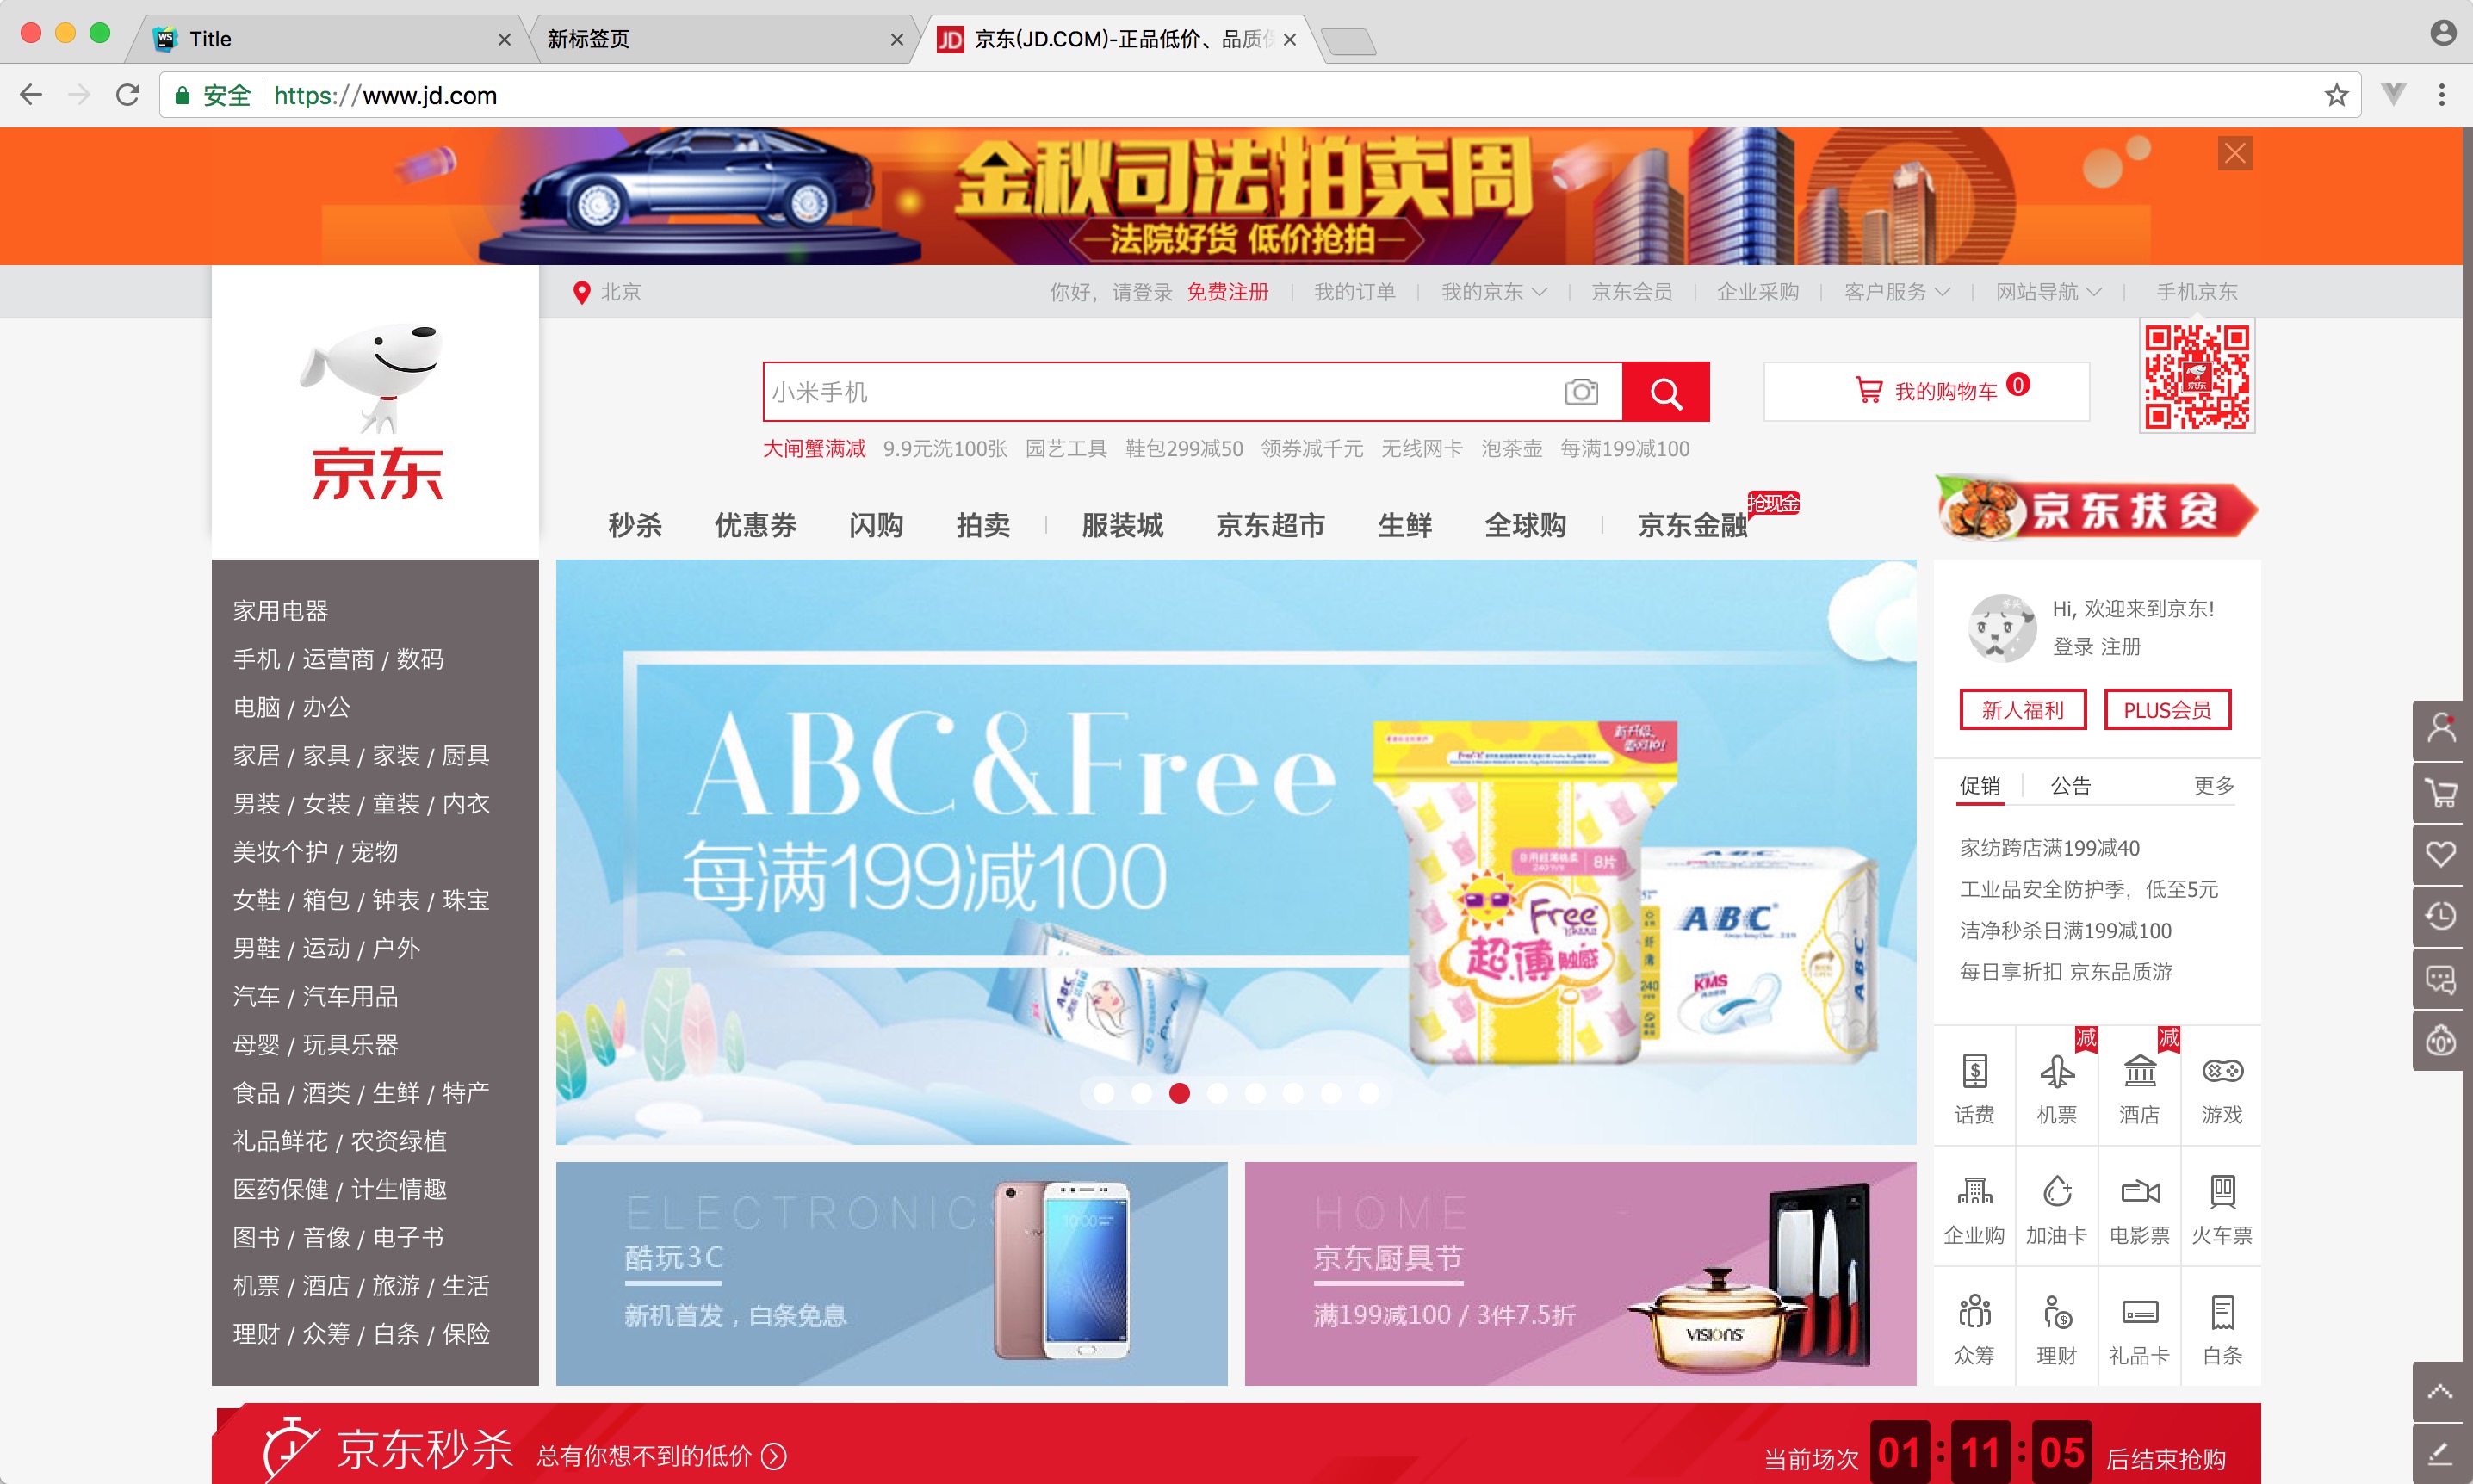 Title
新标签页
京东(JD.COM)-正品低价、品质
安全 https://www.jd.com
金秋司法拍卖周
法院好货 低价抢拍
北京
你好，请登录 免费注册 我的订单 我的京东 京东会员 企业采购 客户服务 网站导航 手机京东
京东
小米手机
我的购物车 0
大闸蟹满减 9.9元洗100张 园艺工具 鞋包299减50 领券减千元 无线网卡 泡茶壶 每满199减100
京东
秒杀 优惠券 闪购 拍卖 服装城 京东超市 生鲜 全球购 京东金融 抢现金
京东扶贫
家用电器
手机 / 运营商 / 数码
电脑 / 办公
家居 / 家具 / 家装 / 厨具
男装 / 女装 / 童装 / 内衣
美妆个护 / 宠物
女鞋 / 箱包 / 钟表 / 珠宝
男鞋 / 运动 / 户外
汽车 / 汽车用品
母婴 / 玩具乐器
食品 / 酒类 / 生鲜 / 特产
礼品鲜花 / 农资绿植
医药保健 / 计生情趣
图书 / 音像 / 电子书
机票 / 酒店 / 旅游 / 生活
理财 / 众筹 / 白条 / 保险
ABC&Free
每满199减100
日用超薄棉柔 8片
240mm
Free
超薄触感
ABC
KMS
240
ABC
ABC
ELECTRONICS
酷玩3C
新机首发，白条免息
vivo
HOME
京东厨具节
满199减100 / 3件7.5折
VISIONS
Hi, 欢迎来到京东!
登录 注册
新人福利 PLUS会员
促销 公告 更多
家纺跨店满199减40
工业品安全防护季，低至5元
洁净秒杀日满199减100
每日享折扣 京东品质游
减 减
话费 机票 酒店 游戏
企业购 加油卡 电影票 火车票
众筹 理财 礼品卡 白条
京东秒杀 总有你想不到的低价
当前场次 01 : 11 : 05 后结束抢购